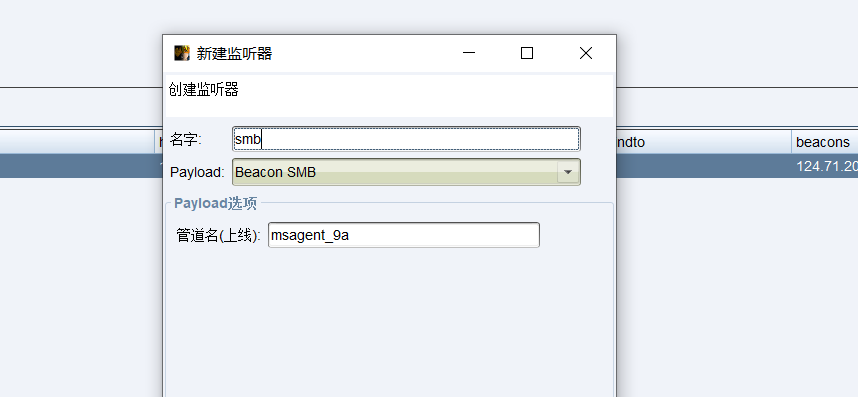 新建监听器
创建监听器
名字: smb
ndto beacons
Payload: Beacon SMB
124.71.20
Payload选项
管道名(上线): msagent_9a